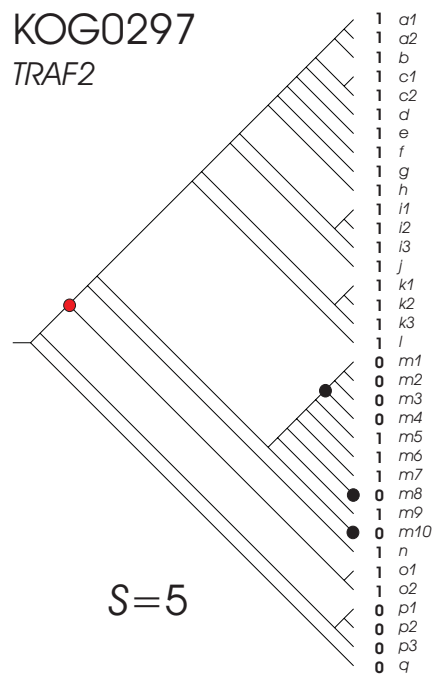 KOG0297
TRAF2
1 a1
1 a2
1 b
1 c1
1 c2
1 d
1 e
1 f
1 g
1 h
1 i1
1 i2
1 i3
1 j
1 k1
1 k2
1 k3
1 l
0 m1
0 m2
0 m3
0 m4
1 m5
1 m6
1 m7
0 m8
1 m9
0 m10
1 n
1 o1
1 o2
0 p1
0 p2
0 p3
0 q
S=5